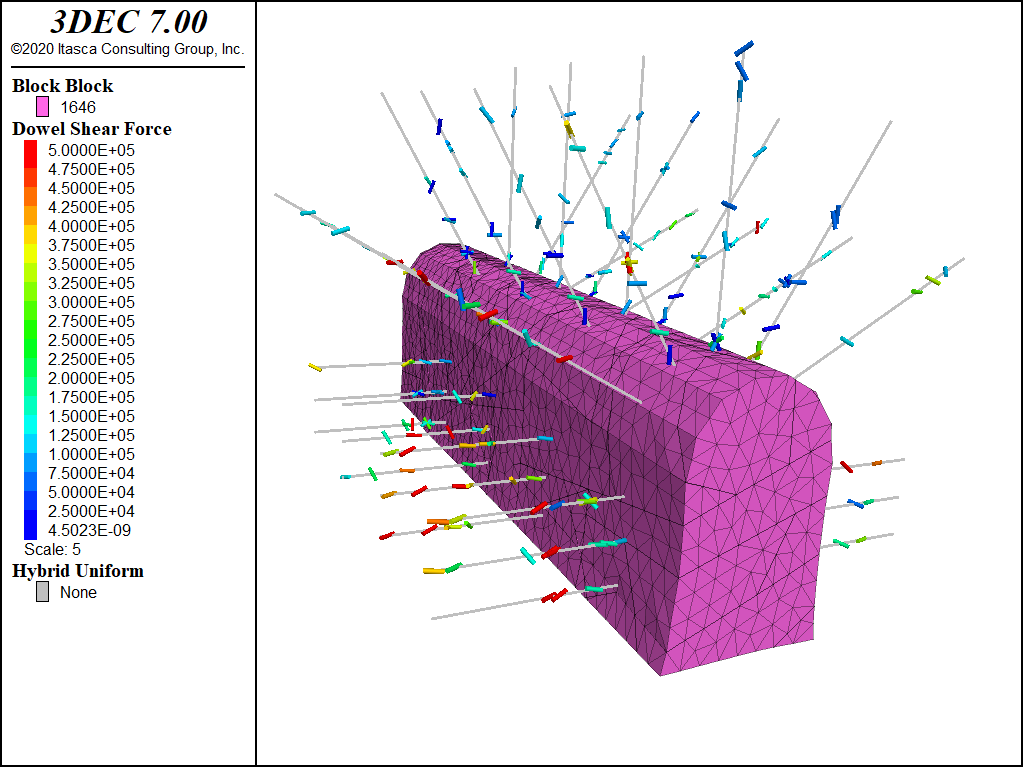 3DEC 7.00
©2020 Itasca Consulting Group, Inc.
Block Block
1646
Dowel Shear Force
5.0000E+05
4.7500E+05
4.5000E+05
4.2500E+05
4.0000E+05
3.7500E+05
3.5000E+05
3.2500E+05
3.0000E+05
2.7500E+05
2.5000E+05
2.2500E+05
2.0000E+05
1.7500E+05
1.5000E+05
1.2500E+05
1.0000E+05
7.5000E+04
5.0000E+04
2.5000E+04
4.5023E-09
Scale: 5
Hybrid Uniform
None